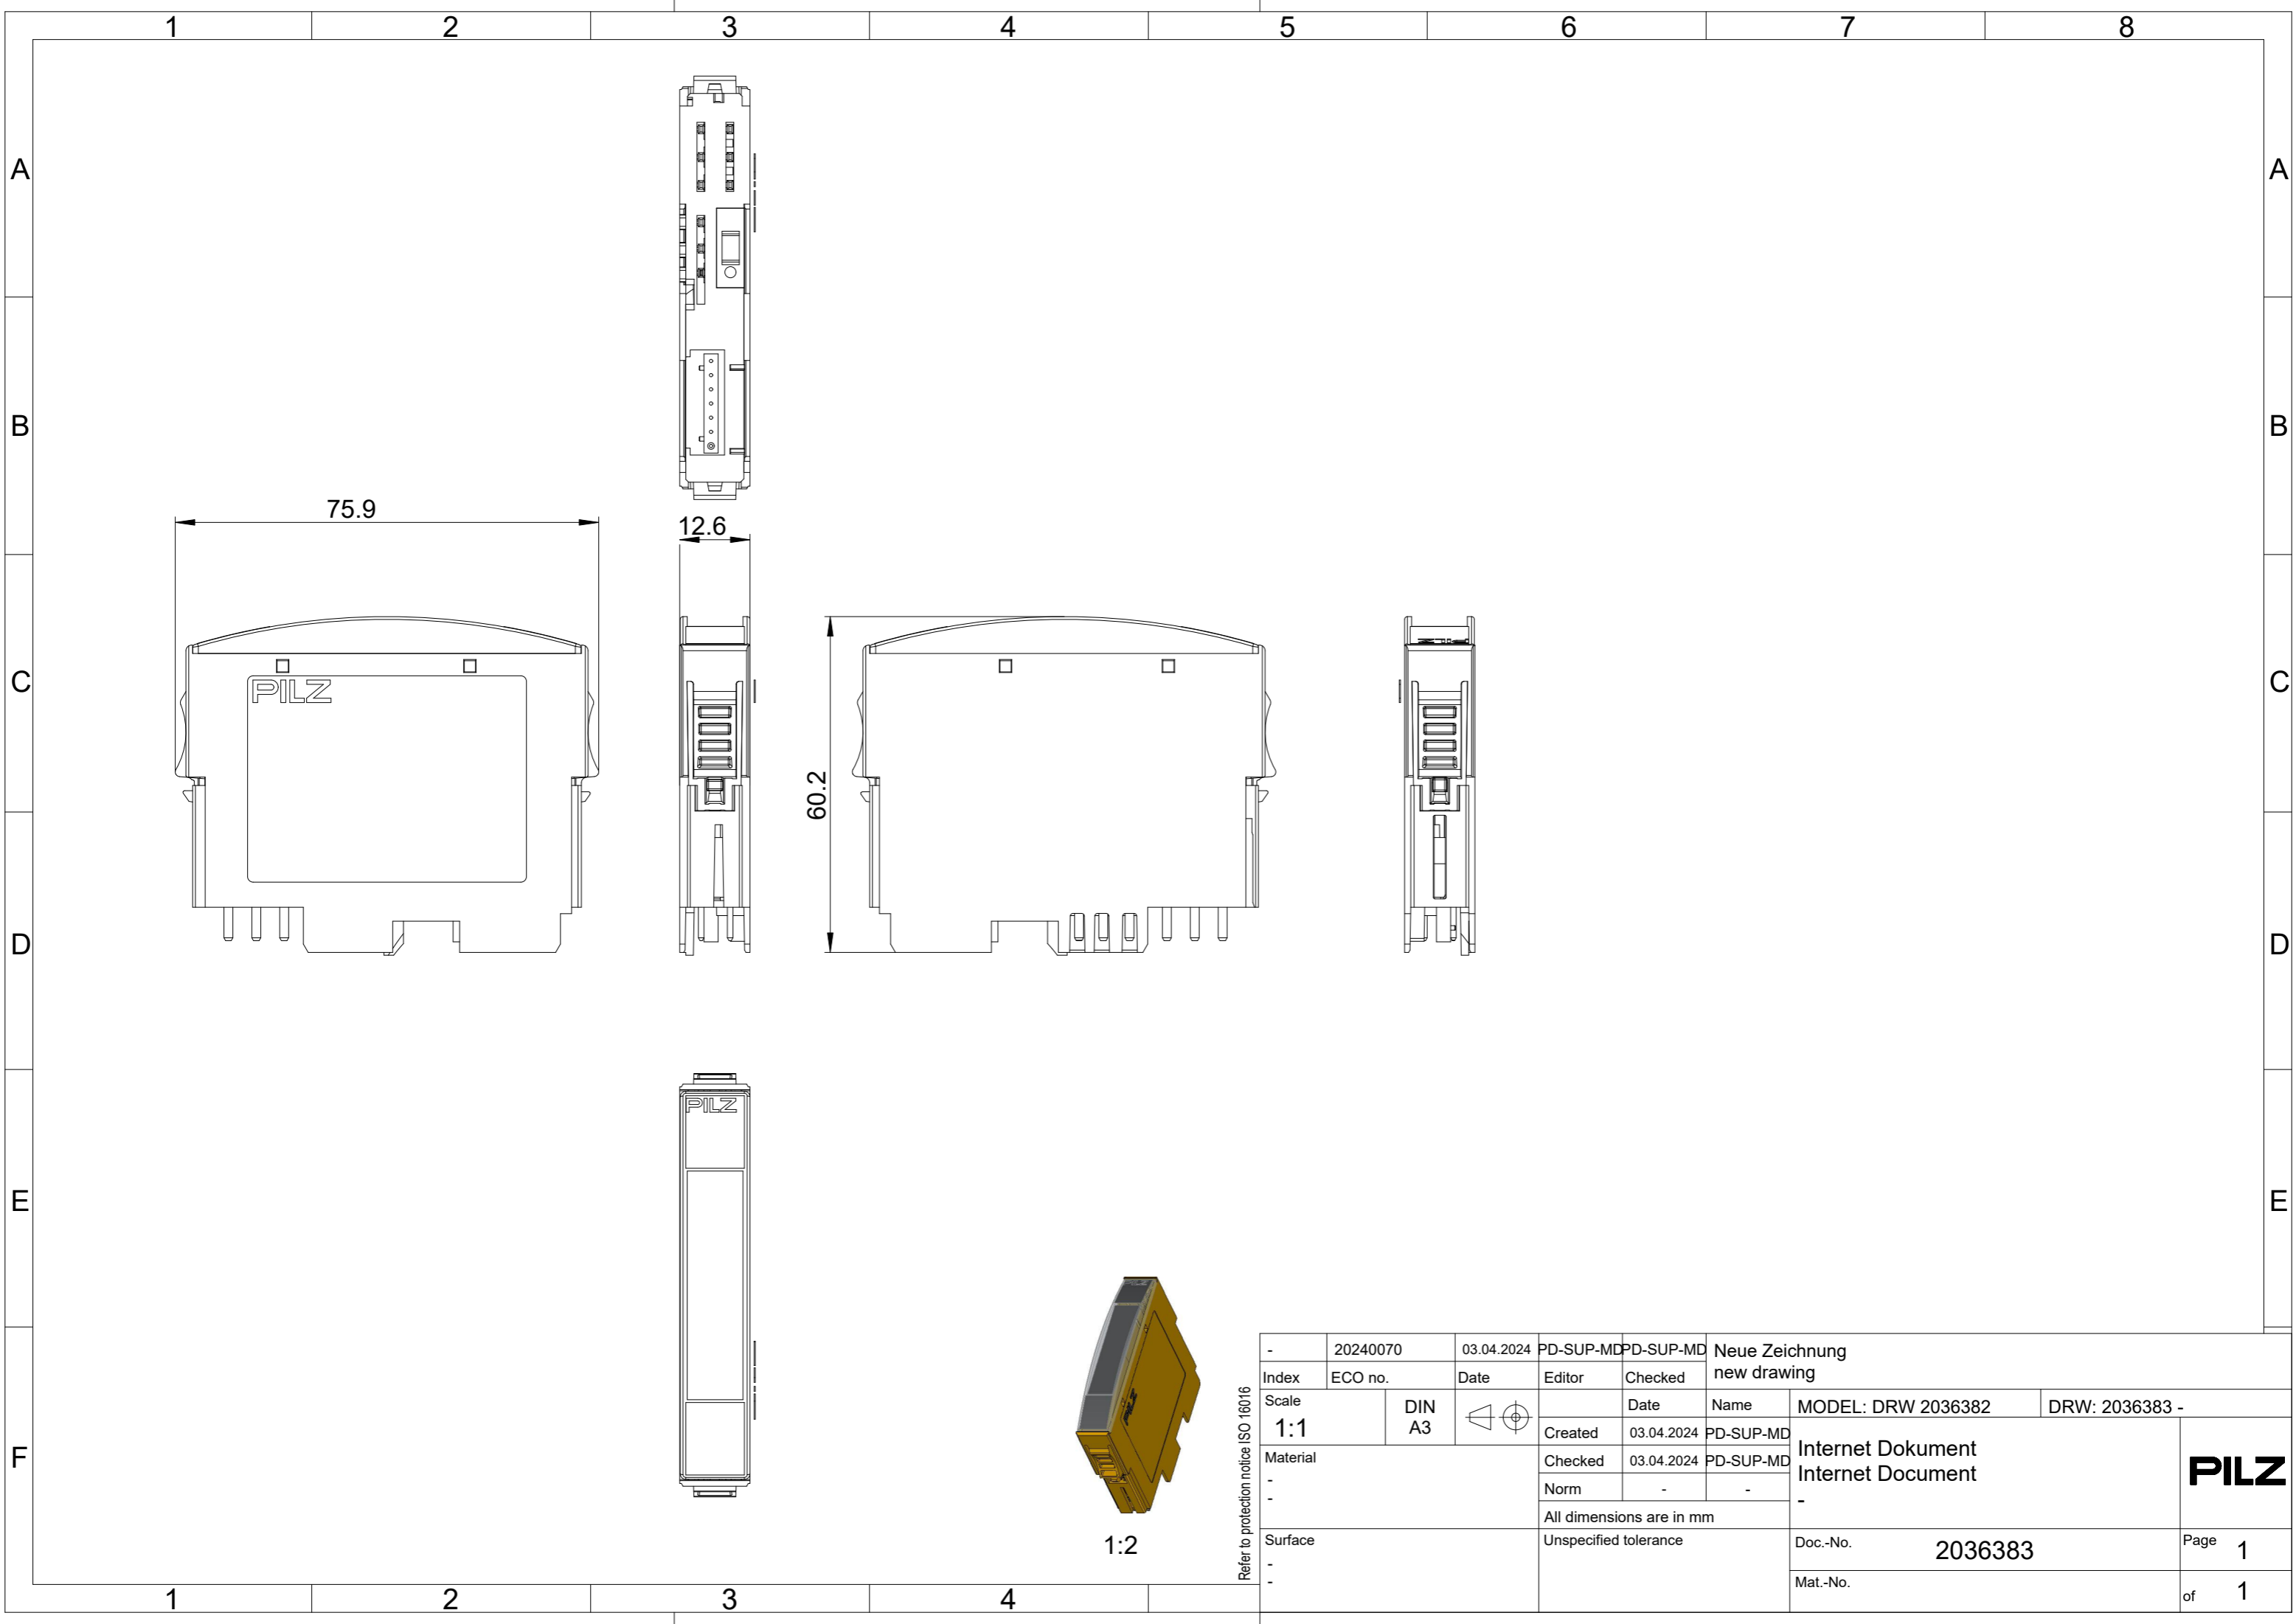 1 2 3 4 5 6 7 8
A A
B B
75.9
12.6
C C
PILZ
PILZ
60.2
D D
PILZ
E E
PILZ
1:2
F
Refer to protection notice ISO 16016
- 20240070 03.04.2024 PD-SUP-MD PD-SUP-MD Neue Zeichnung
Index ECO no. Date Editor Checked new drawing
Scale DIN Date Name MODEL: DRW 2036382 DRW: 2036383 -
1:1 A3
Created 03.04.2024 PD-SUP-MD Internet Dokument
Material Checked 03.04.2024 PD-SUP-MD Internet Document
- Norm - - -
-
PILZ
All dimensions are in mm
Surface Unspecified tolerance Doc.-No. 2036383 Page 1
-
- Mat.-No. of 1
1 2 3 4